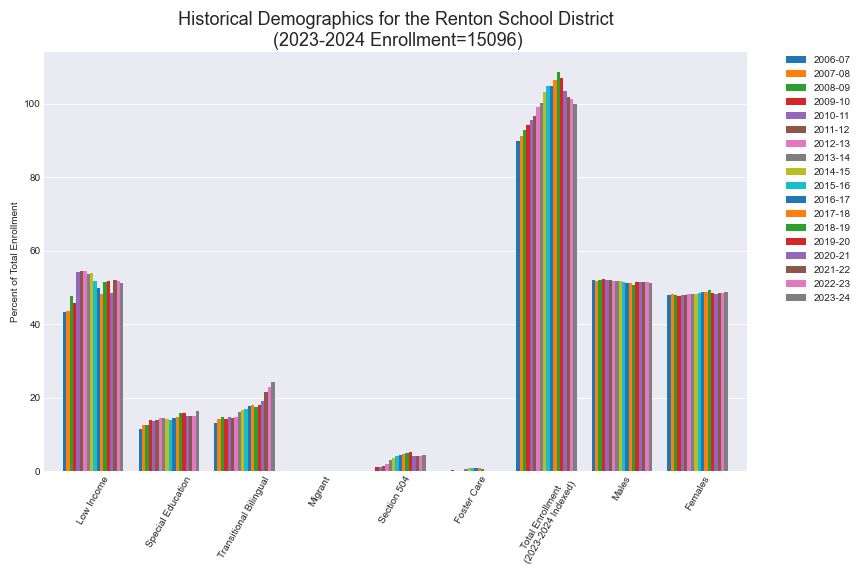 Historical Demographics for the Renton School District
(2023-2024 Enrollment=15096)
Percent of Total Enrollment
100
80
60
40
20
0
Low Income
Special Education
Transitional Bilingual
Migrant
Section 504
Foster Care
Total Enrollment
(2023-2024 Indexed)
Males
Females
2006-07
2007-08
2008-09
2009-10
2010-11
2011-12
2012-13
2013-14
2014-15
2015-16
2016-17
2017-18
2018-19
2019-20
2020-21
2021-22
2022-23
2023-24